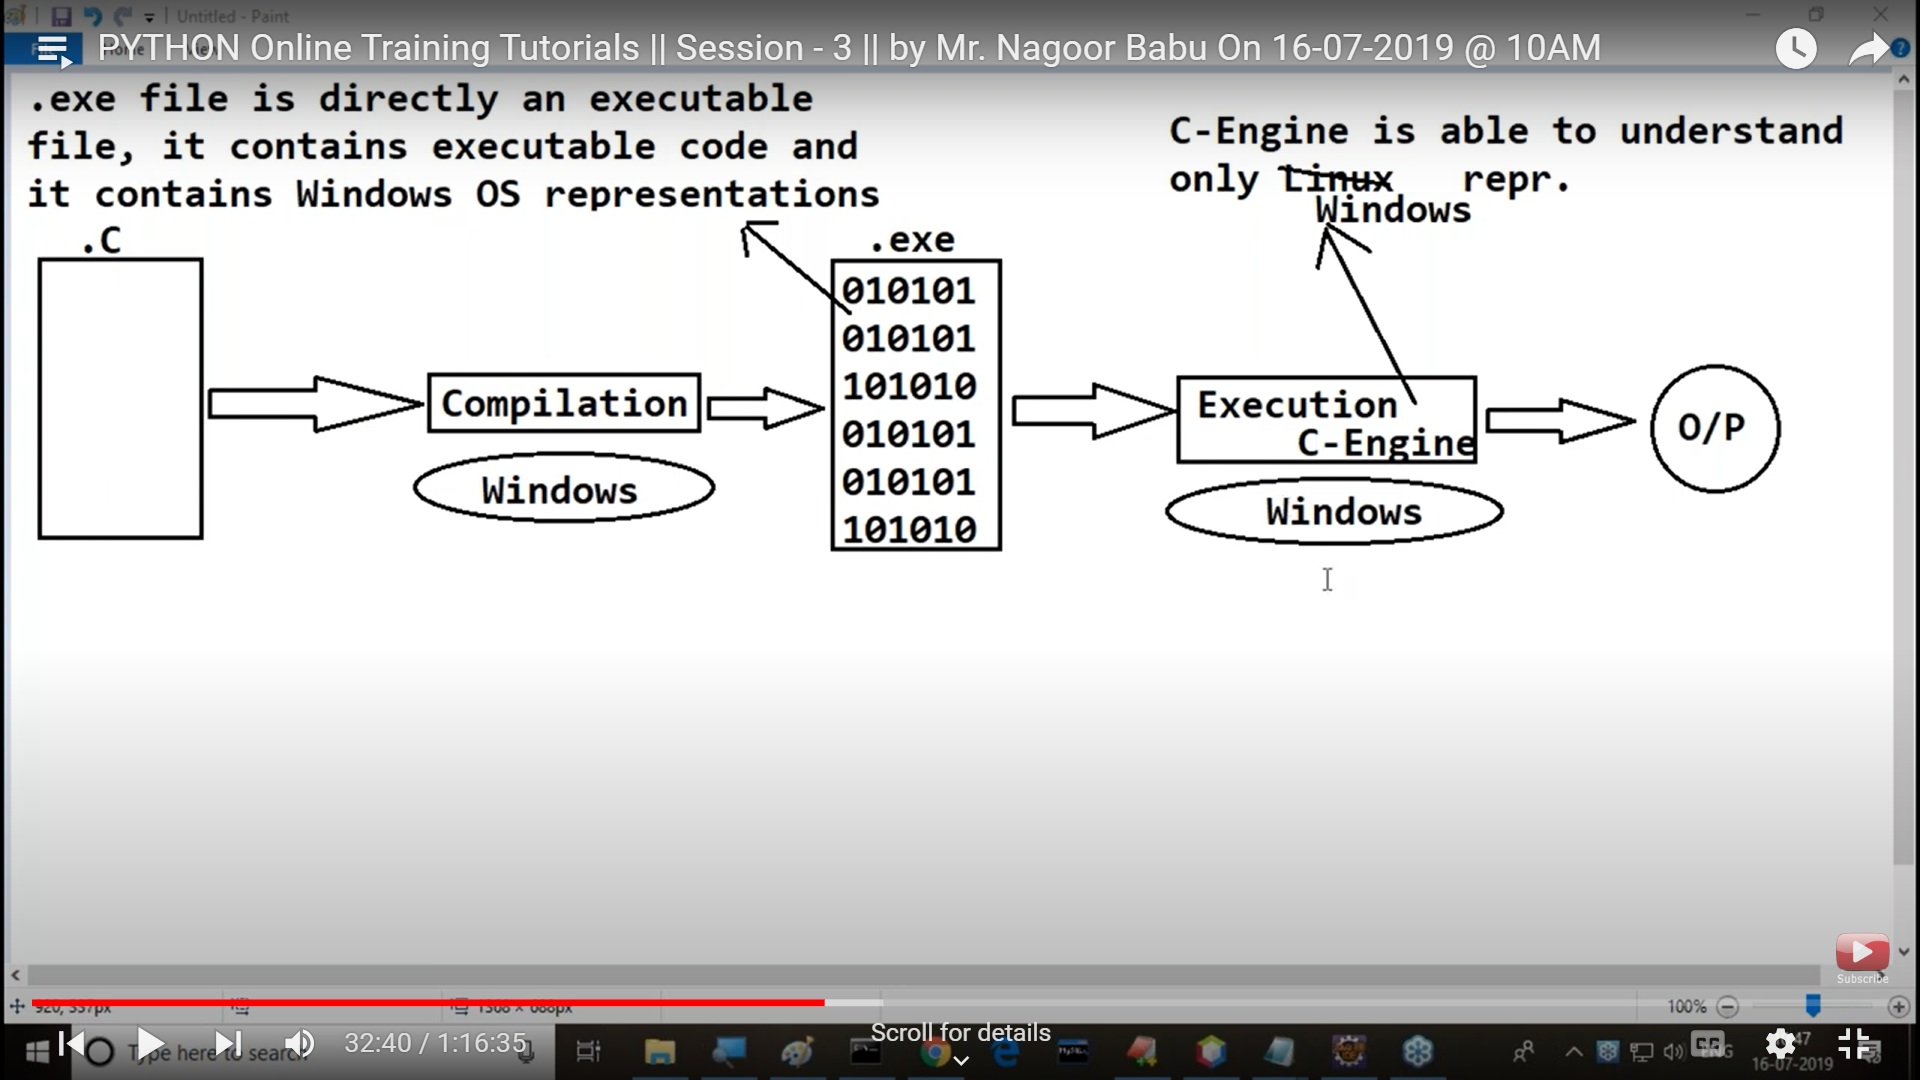 Untitled - Paint
PYTHON Online Training Tutorials || Session - 3 || by Mr. Nagoor Babu On 16-07-2019 @ 10AM
.exe file is directly an executable
file, it contains executable code and
it contains Windows OS representations
C-Engine is able to understand
only Linux repr.
Windows
.C
.exe
010101
010101
101010
010101
010101
101010
Compilation
Windows
Execution
C-Engine
Windows
O/P
Subscribe
100%
Scroll for details
32:40 / 1:16:35
Type here to search
CC
16-07-2019